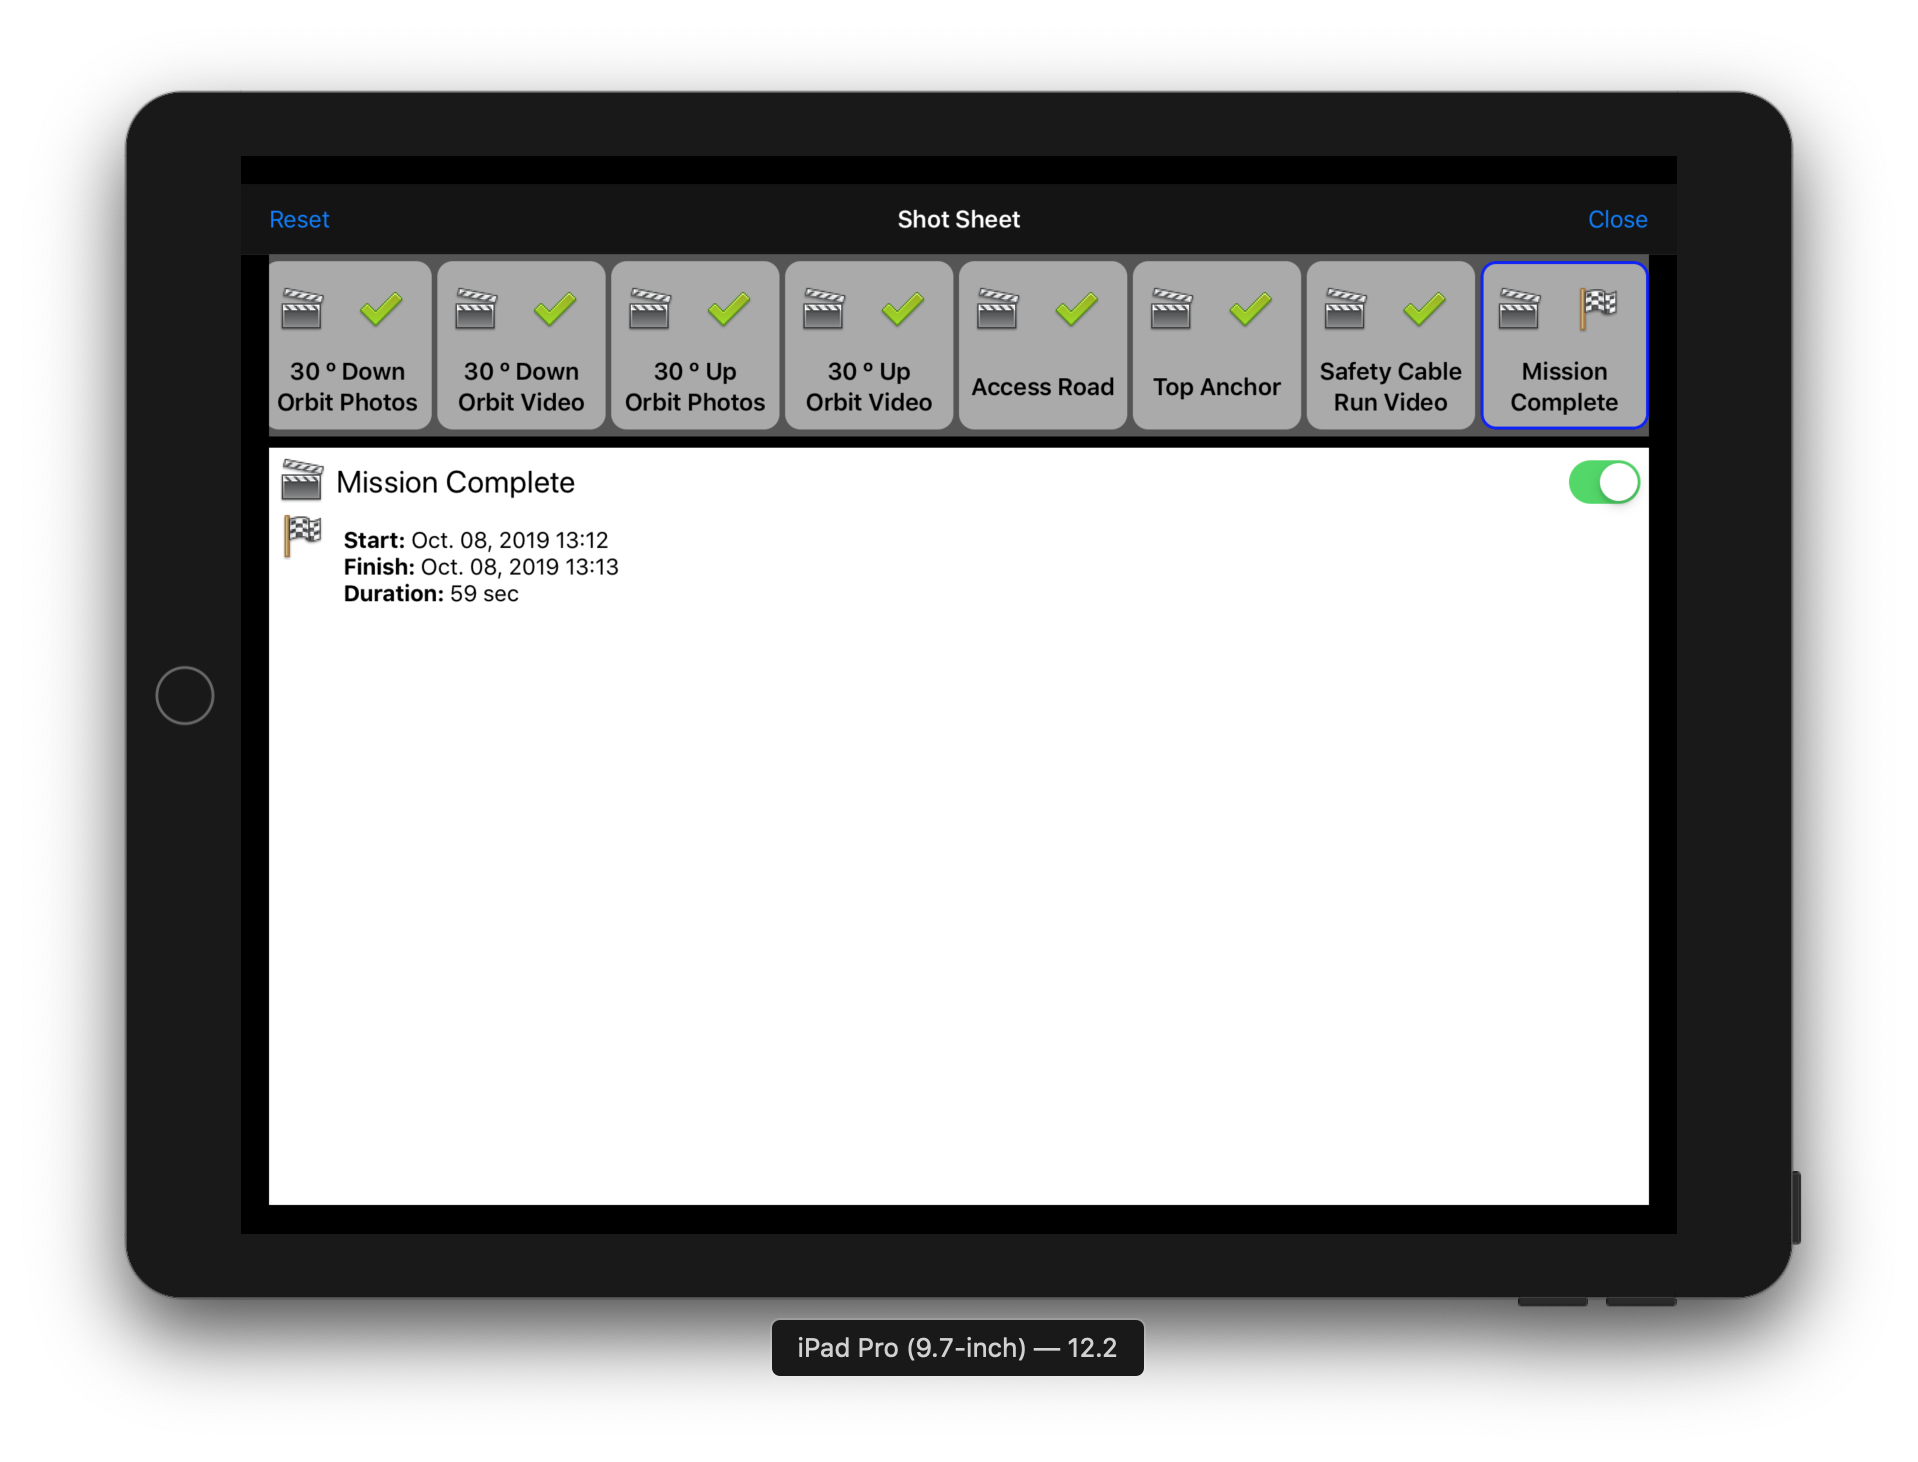 Reset
Shot Sheet
Close
30 º Down
Orbit Photos
30 º Down
Orbit Video
30 º Up
Orbit Photos
30 º Up
Orbit Video
Access Road
Top Anchor
Safety Cable
Run Video
Mission
Complete
Mission Complete
Start: Oct. 08, 2019 13:12
Finish: Oct. 08, 2019 13:13
Duration: 59 sec
iPad Pro (9.7-inch) — 12.2